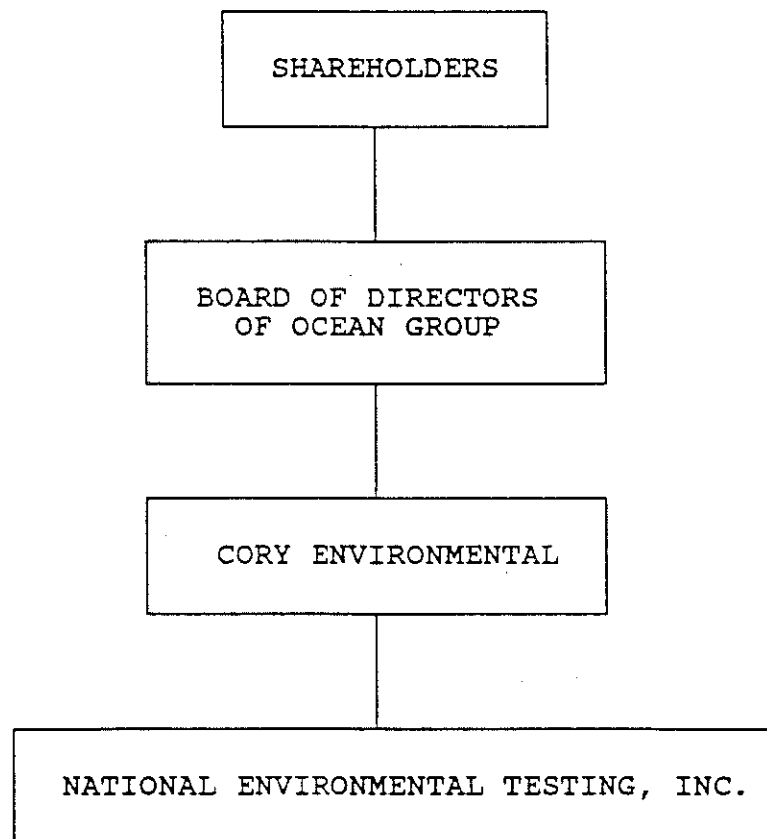 SHAREHOLDERS
BOARD OF DIRECTORS
OF OCEAN GROUP
CORY ENVIRONMENTAL
NATIONAL ENVIRONMENTAL TESTING, INC.